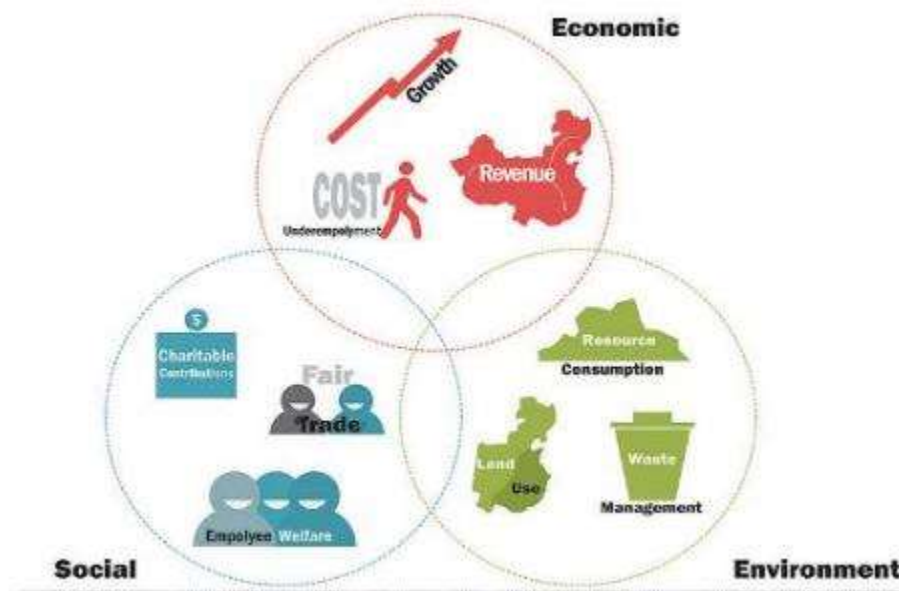 Economic
Growth
COST
Underempolyment
Revenue
$
Charitable
Contributions
Fair
Trade
Empolyee Welfare
Resource
Consumption
Land
Use
Waste
Management
Social
Environment